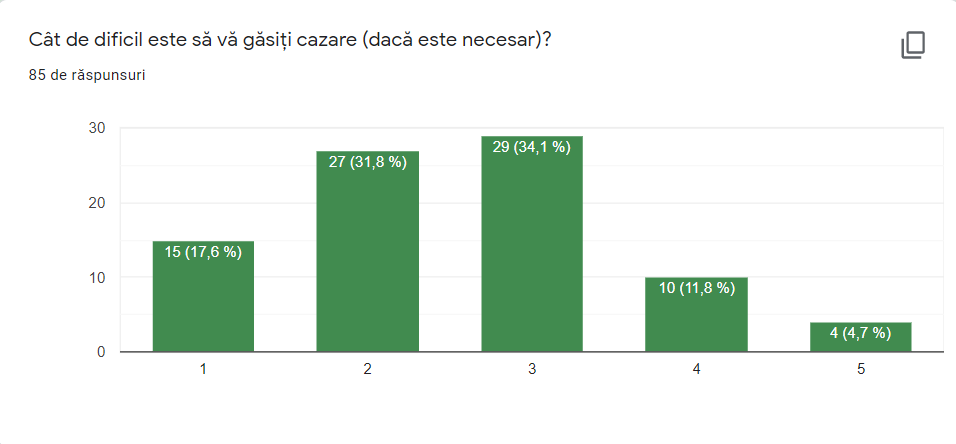 Cât de dificil este să vă găsiți cazare (dacă este necesar)?
85 de răspunsuri
30
20
10
0
15 (17,6 %)
27 (31,8 %)
29 (34,1 %)
10 (11,8 %)
4 (4,7 %)
1
2
3
4
5